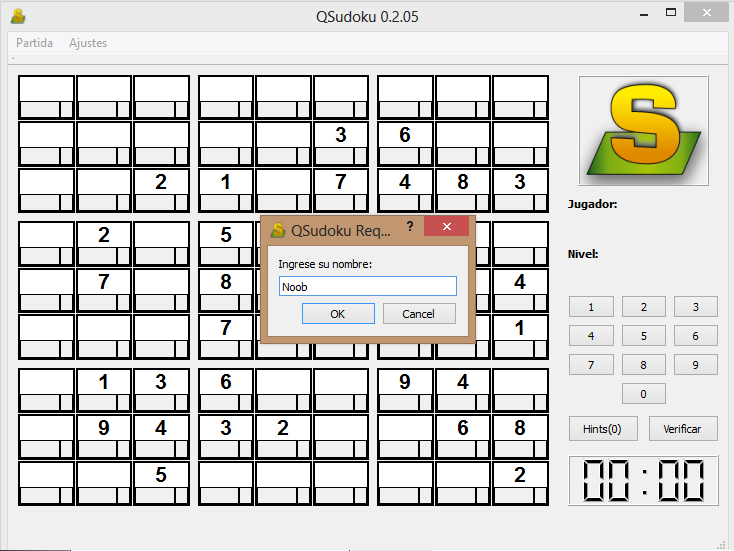 QSudoku 0.2.05
Partida Ajustes
3 6
2 1 7 4 8 3
2 5
7 8 4
7 1
1 3 6 9 4
9 4 3 2 6 8
5 2
QSudoku Req... ?
Ingrese su nombre:
Noob
OK Cancel
S
Jugador:
Nivel:
1 2 3
4 5 6
7 8 9
0
Hints(0) Verificar
00:00